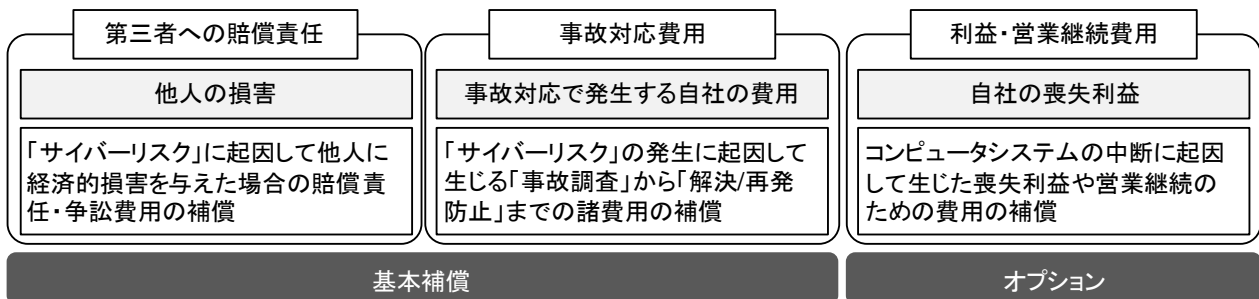 第三者への賠償責任
他人の損害
「サイバーリスク」に起因して他人に
経済的損害を与えた場合の賠償責
任・争訟費用の補償
事故対応費用
事故対応で発生する自社の費用
「サイバーリスク」の発生に起因して
生じる「事故調査」から「解決/再発
防止」までの諸費用の補償
利益・営業継続費用
自社の喪失利益
コンピュータシステムの中断に起因
して生じた喪失利益や営業継続の
ための費用の補償
基本補償
オプション